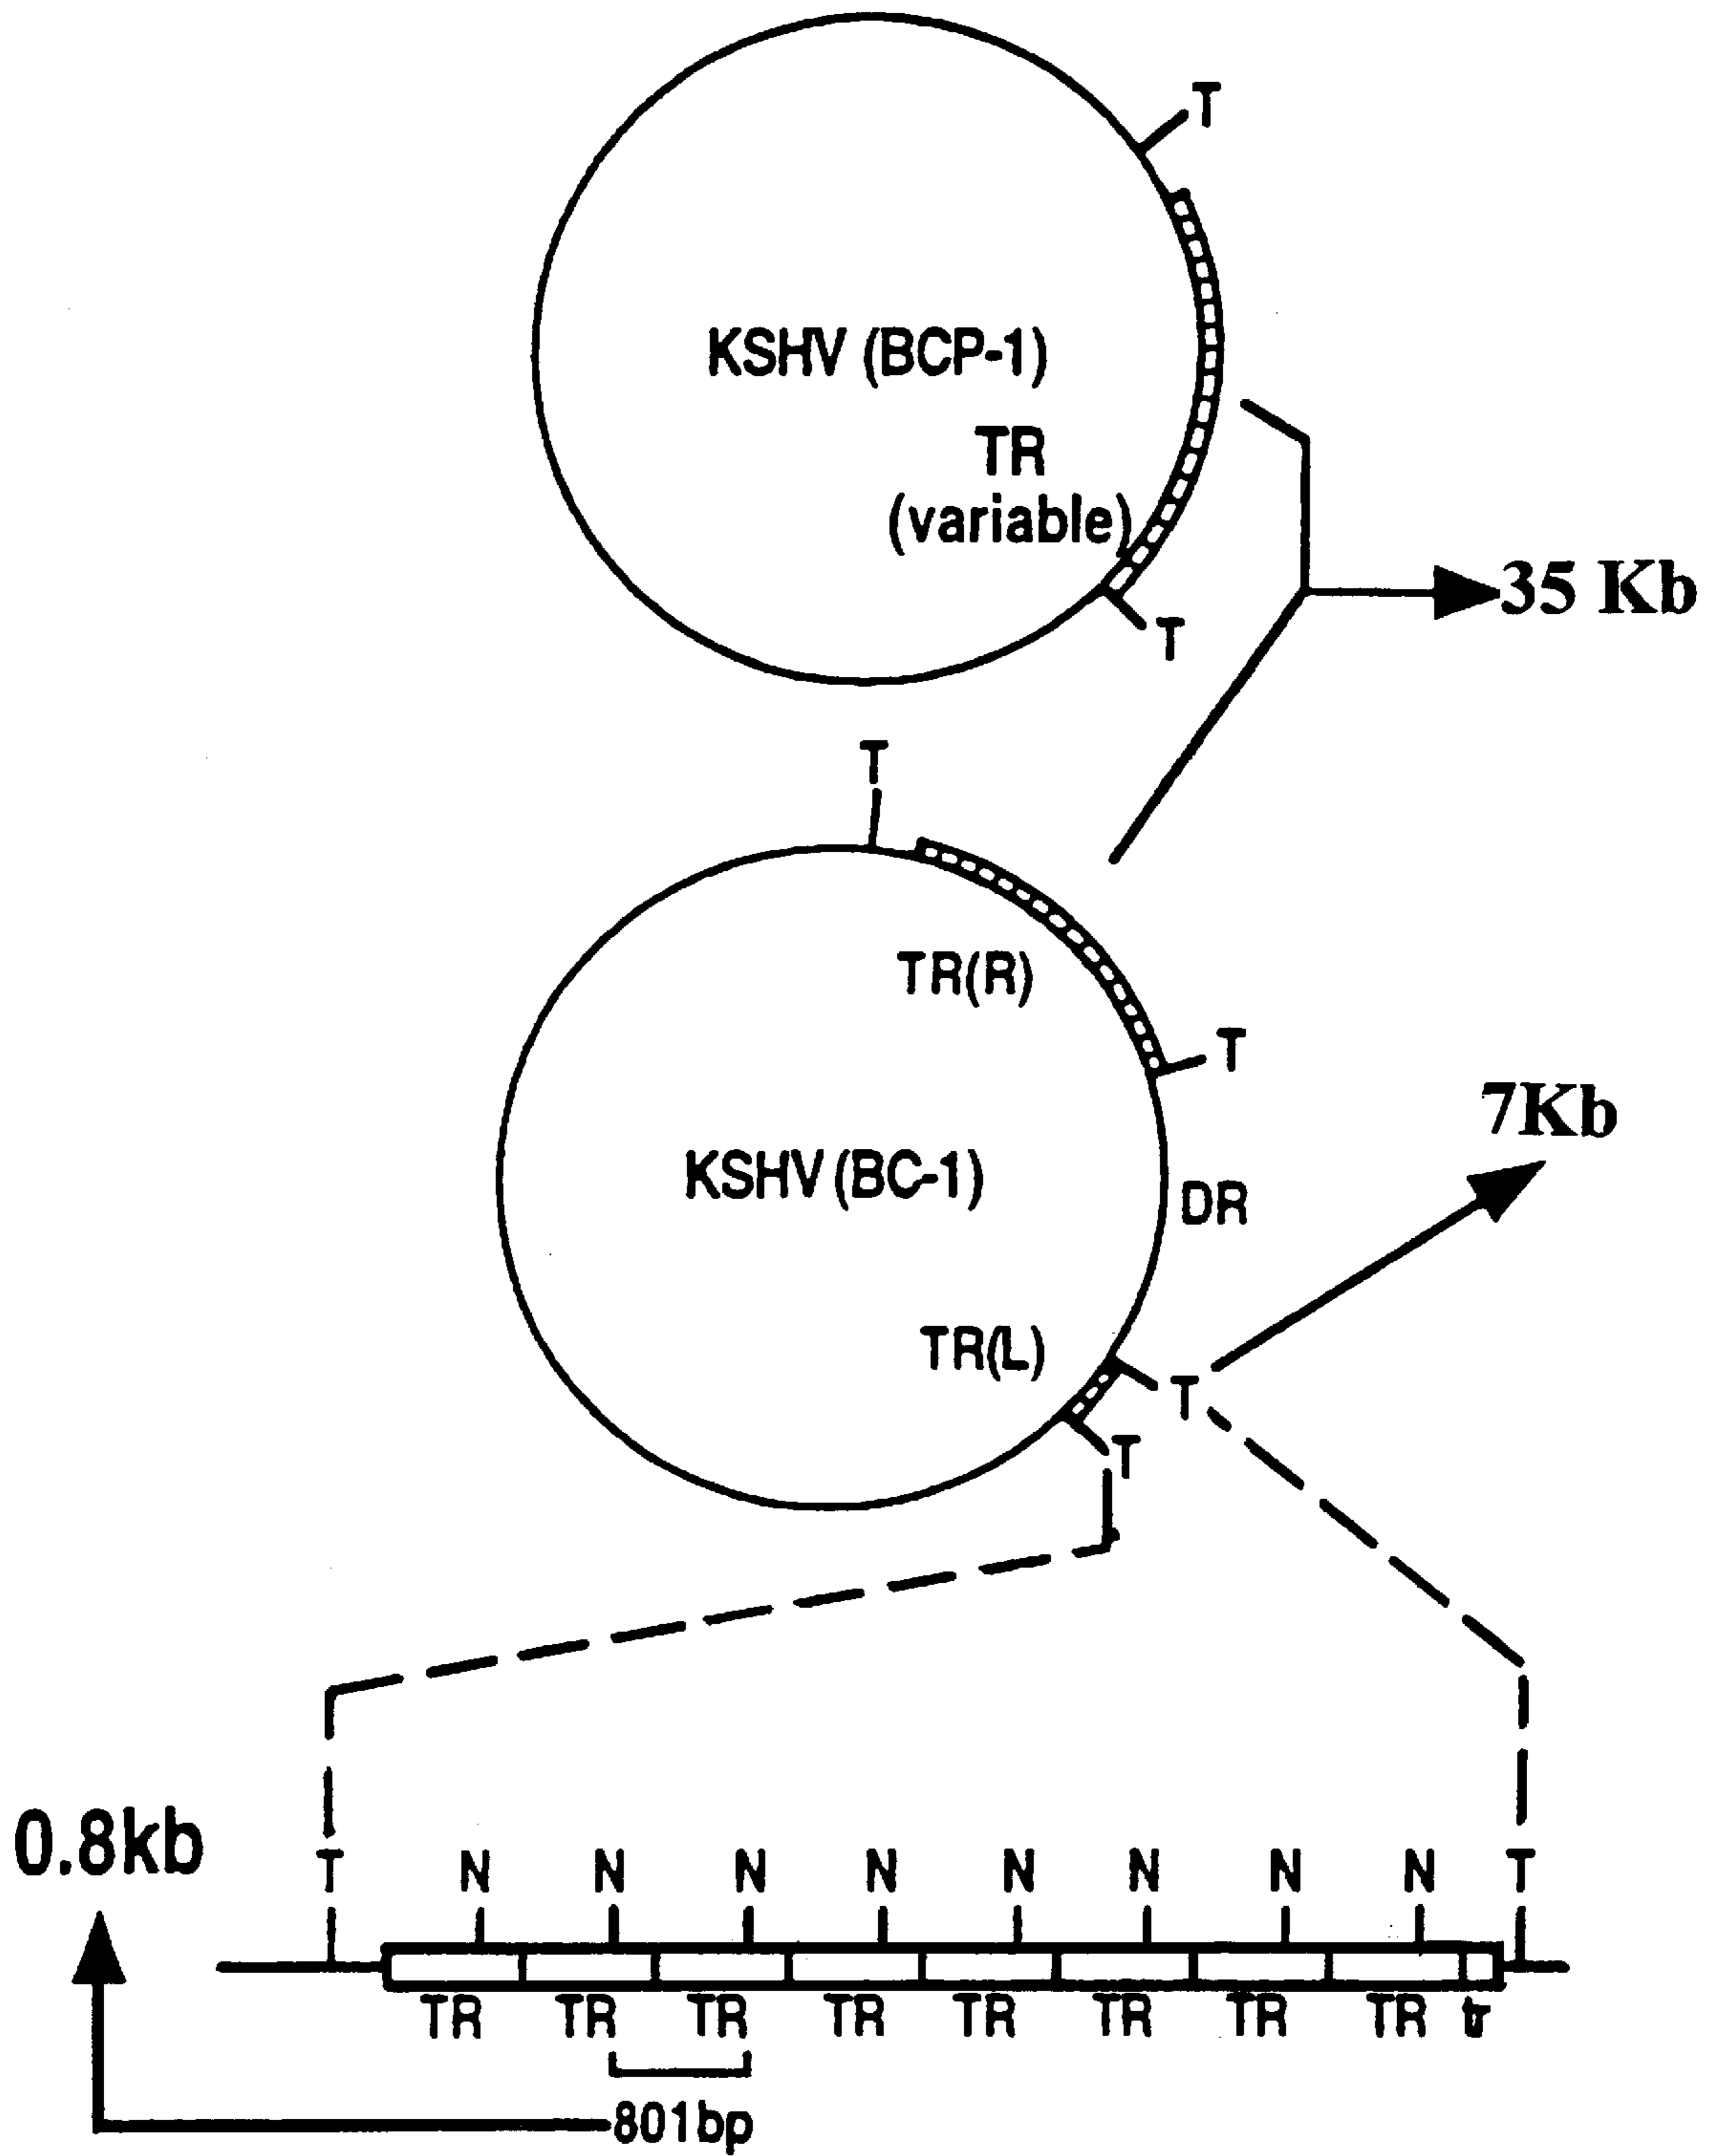 T
KSHV (BCP-1)
TR
(variable)
T
35 Kb
T
TR(R)
T
7Kb
KSHV (BC-1)
DR
TR(L)
T
T
0.8kb
T N N N N N N N N T
TR TR TR TR TR TR TR TR tr
801bp